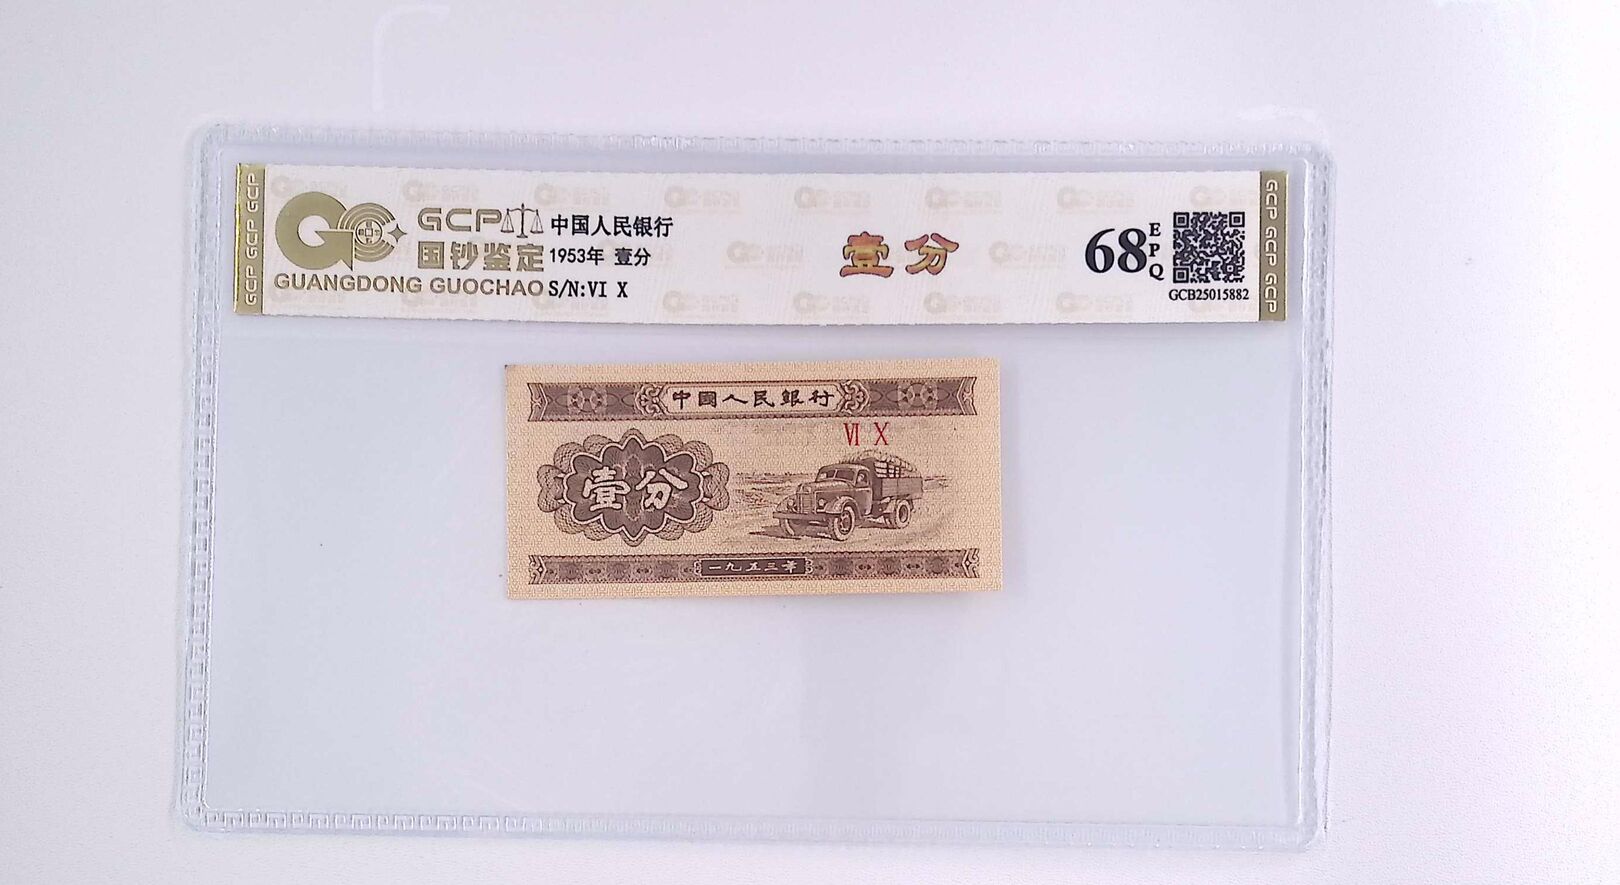 GCP GCP GCP
GCP
国钞鉴定
GUANGDONG GUOCHAO
中国人民银行
1953年 壹分
S/N:VI X
壹分
68 EPQ
GCB25015882
GCP GCP GCP
中国人民銀行
VI X
壹分
一九五三年